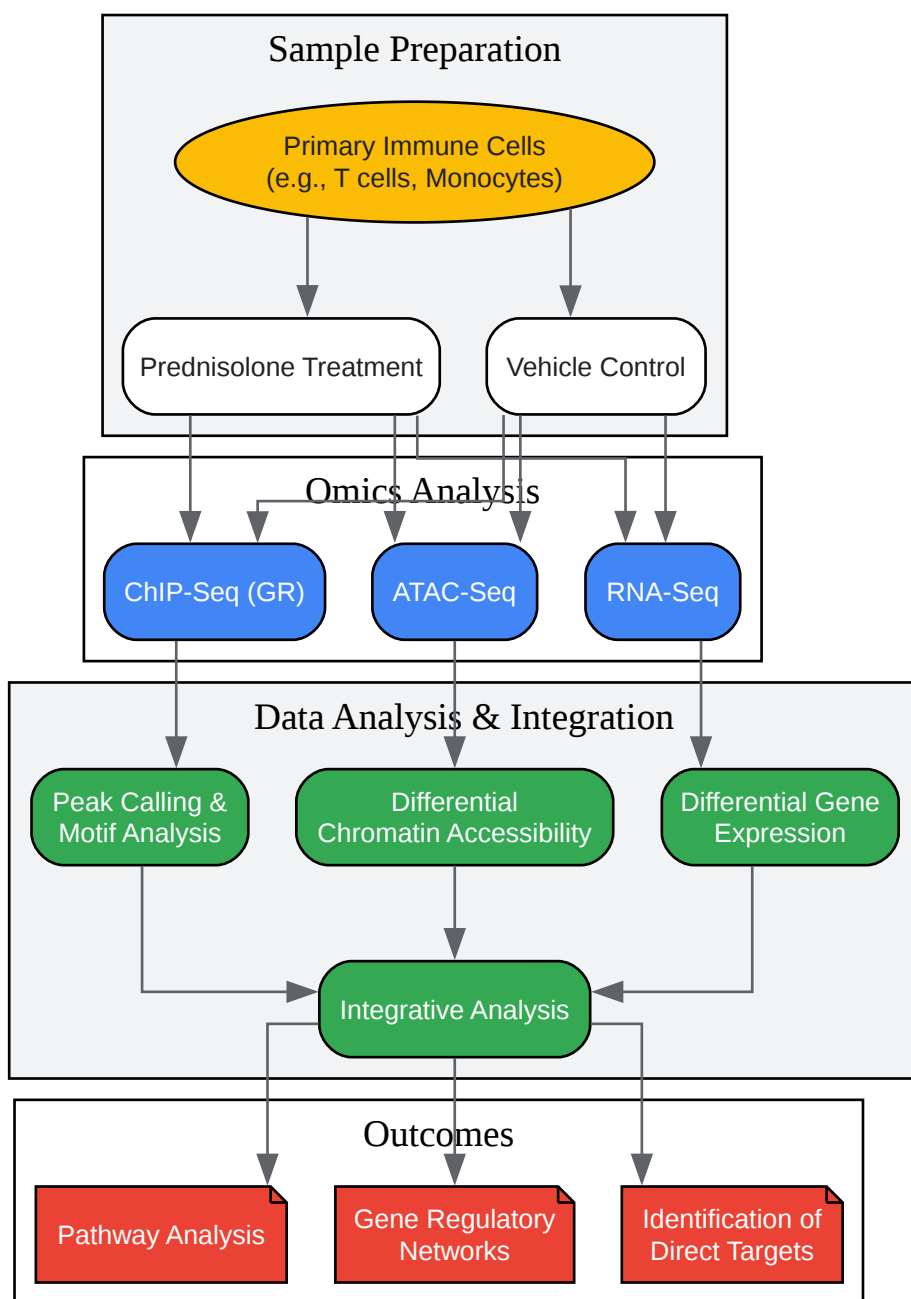 Sample Preparation
Primary Immune Cells
(e.g., T cells, Monocytes)
Prednisolone Treatment
Vehicle Control
Omics Analysis
ChIP-Seq (GR)
ATAC-Seq
RNA-Seq
Data Analysis & Integration
Peak Calling &
Motif Analysis
Differential
Chromatin Accessibility
Differential Gene
Expression
Integrative Analysis
Outcomes
Pathway Analysis
Gene Regulatory
Networks
Identification of
Direct Targets